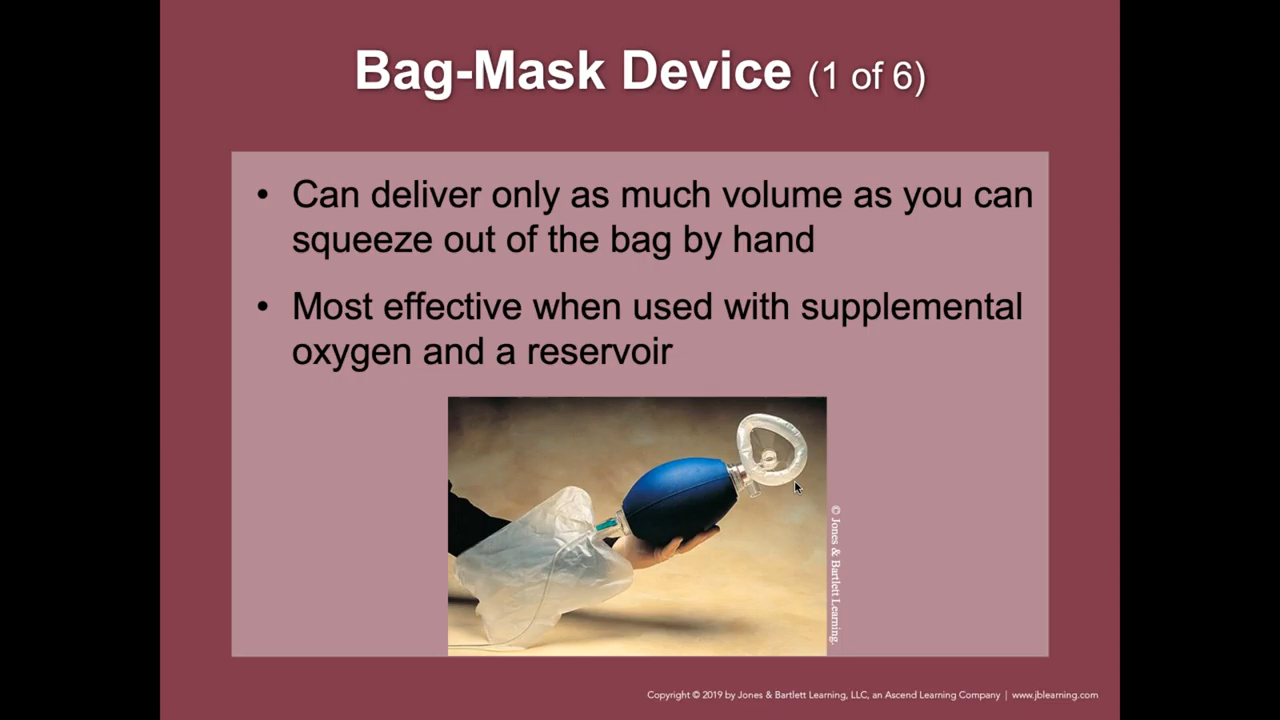 Bag-Mask Device (1 of 6)
• Can deliver only as much volume as you can
squeeze out of the bag by hand
• Most effective when used with supplemental
oxygen and a reservoir
© Jones & Bartlett Learning.
Copyright © 2019 by Jones & Bartlett Learning, LLC, an Ascend Learning Company | www.jblearning.com